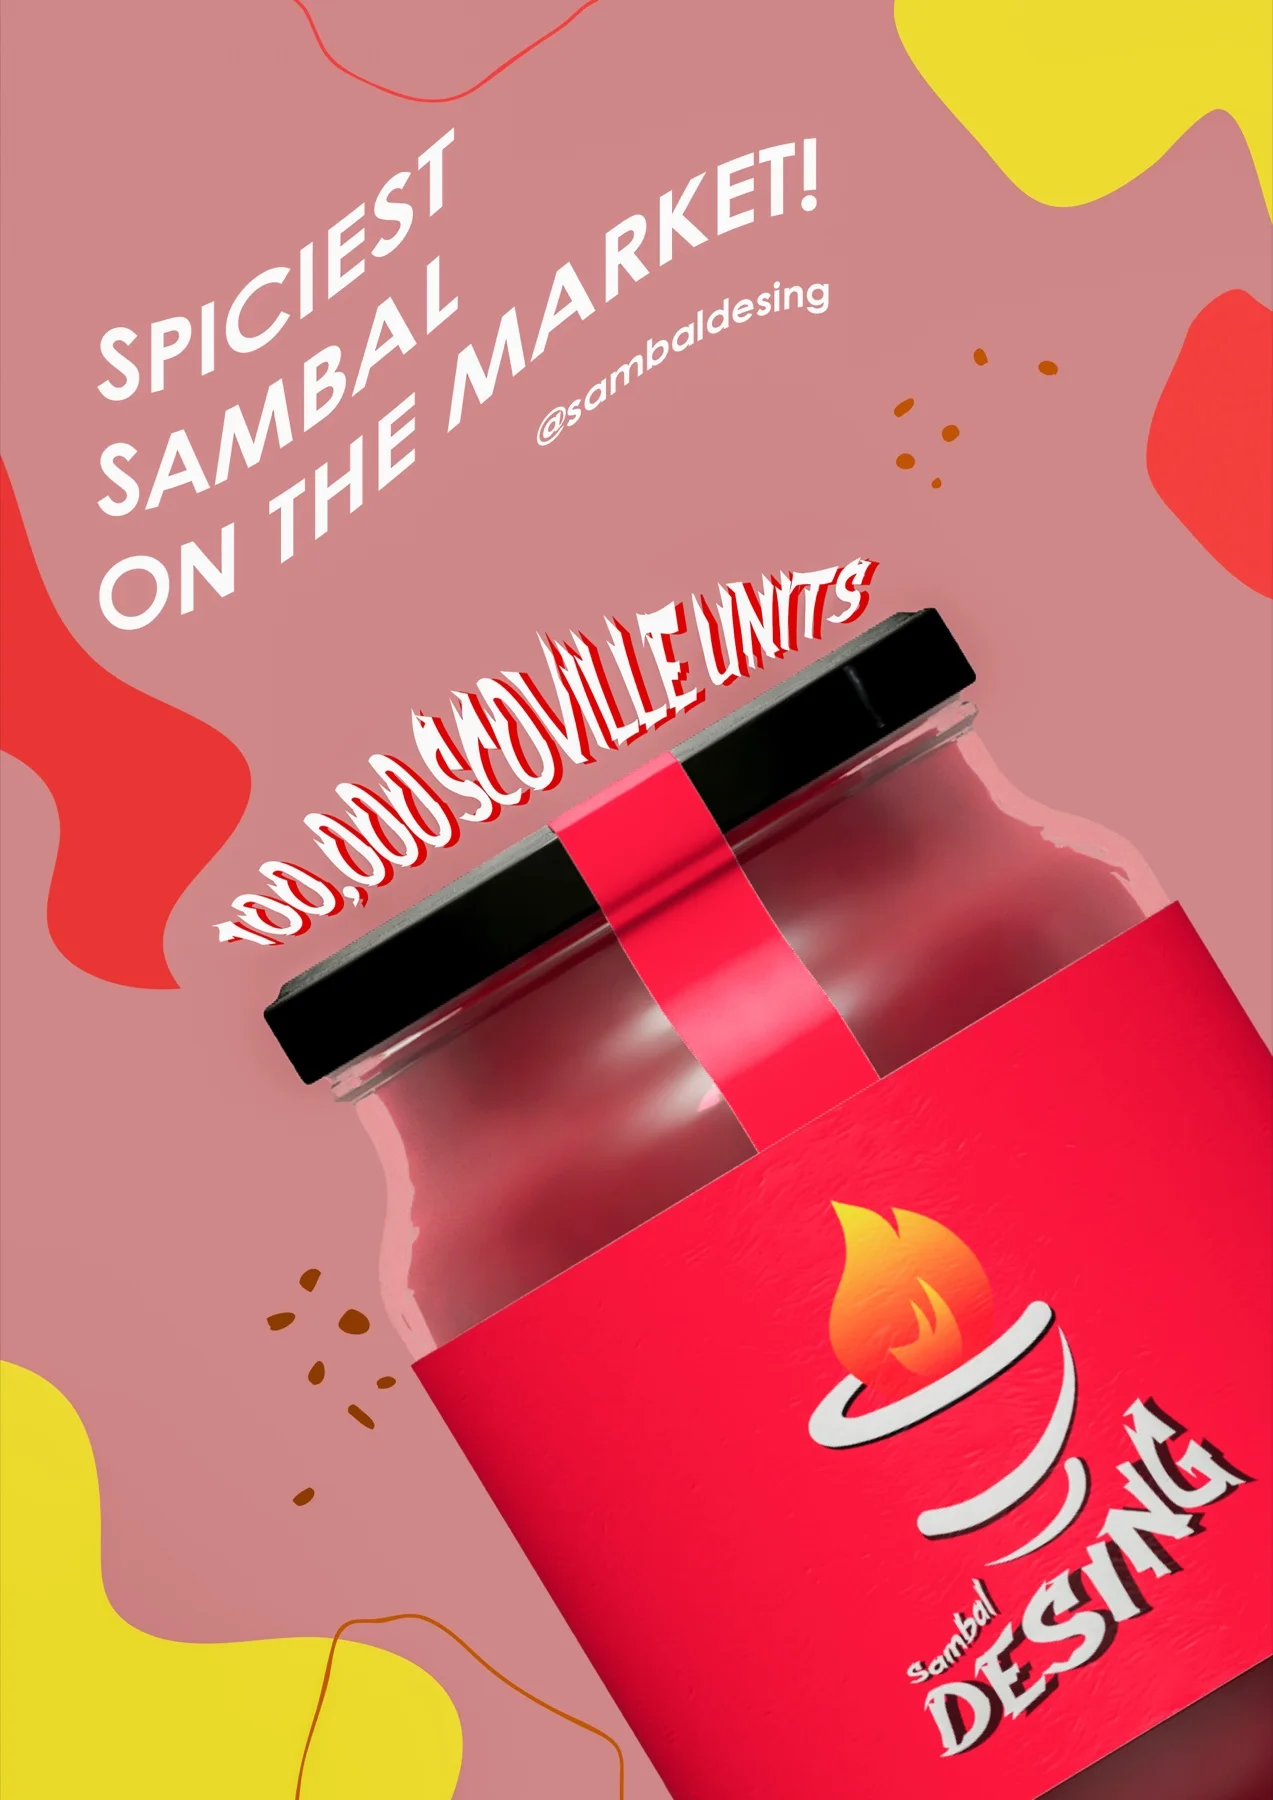 SPICIEST
SAMBAL
ON THE MARKET!
@sambaldesing
100,000 SCOVILLE UNITS
Sambal
DESING